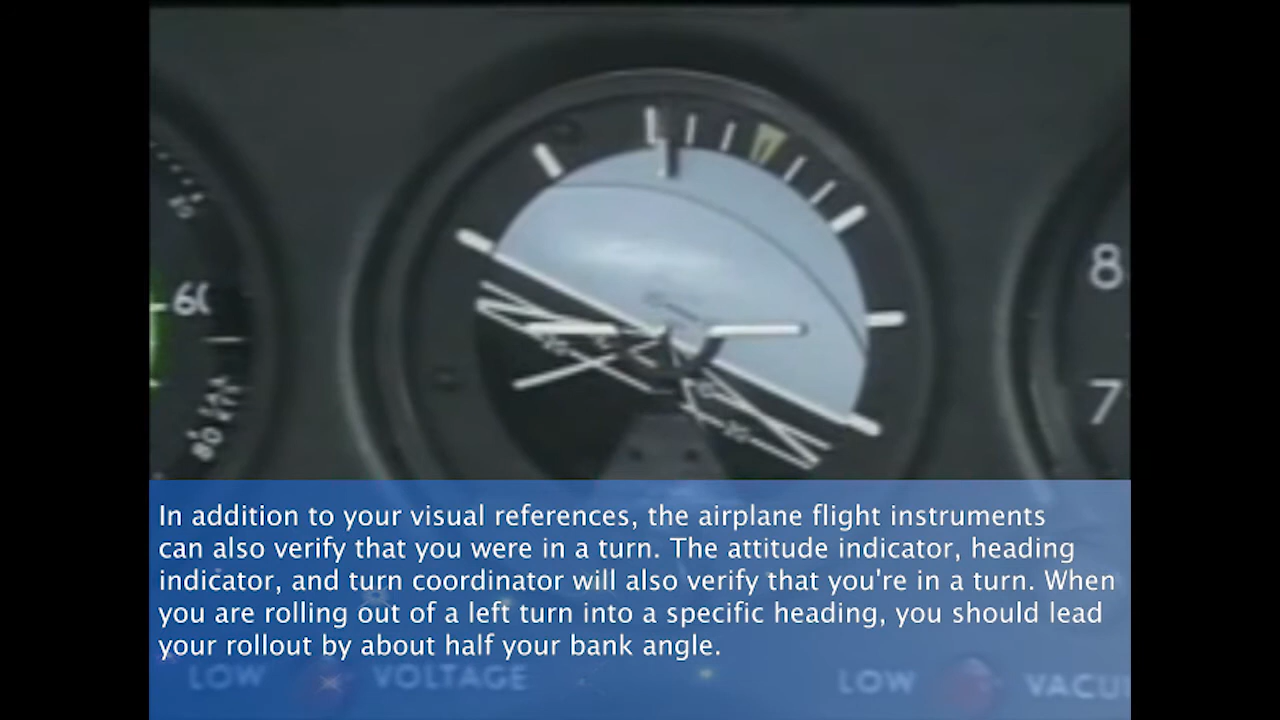 60
8
7
In addition to your visual references, the airplane flight instruments
can also verify that you were in a turn. The attitude indicator, heading
indicator, and turn coordinator will also verify that you're in a turn. When
you are rolling out of a left turn into a specific heading, you should lead
your rollout by about half your bank angle.
LOW VOLTAGE
LOW VACU